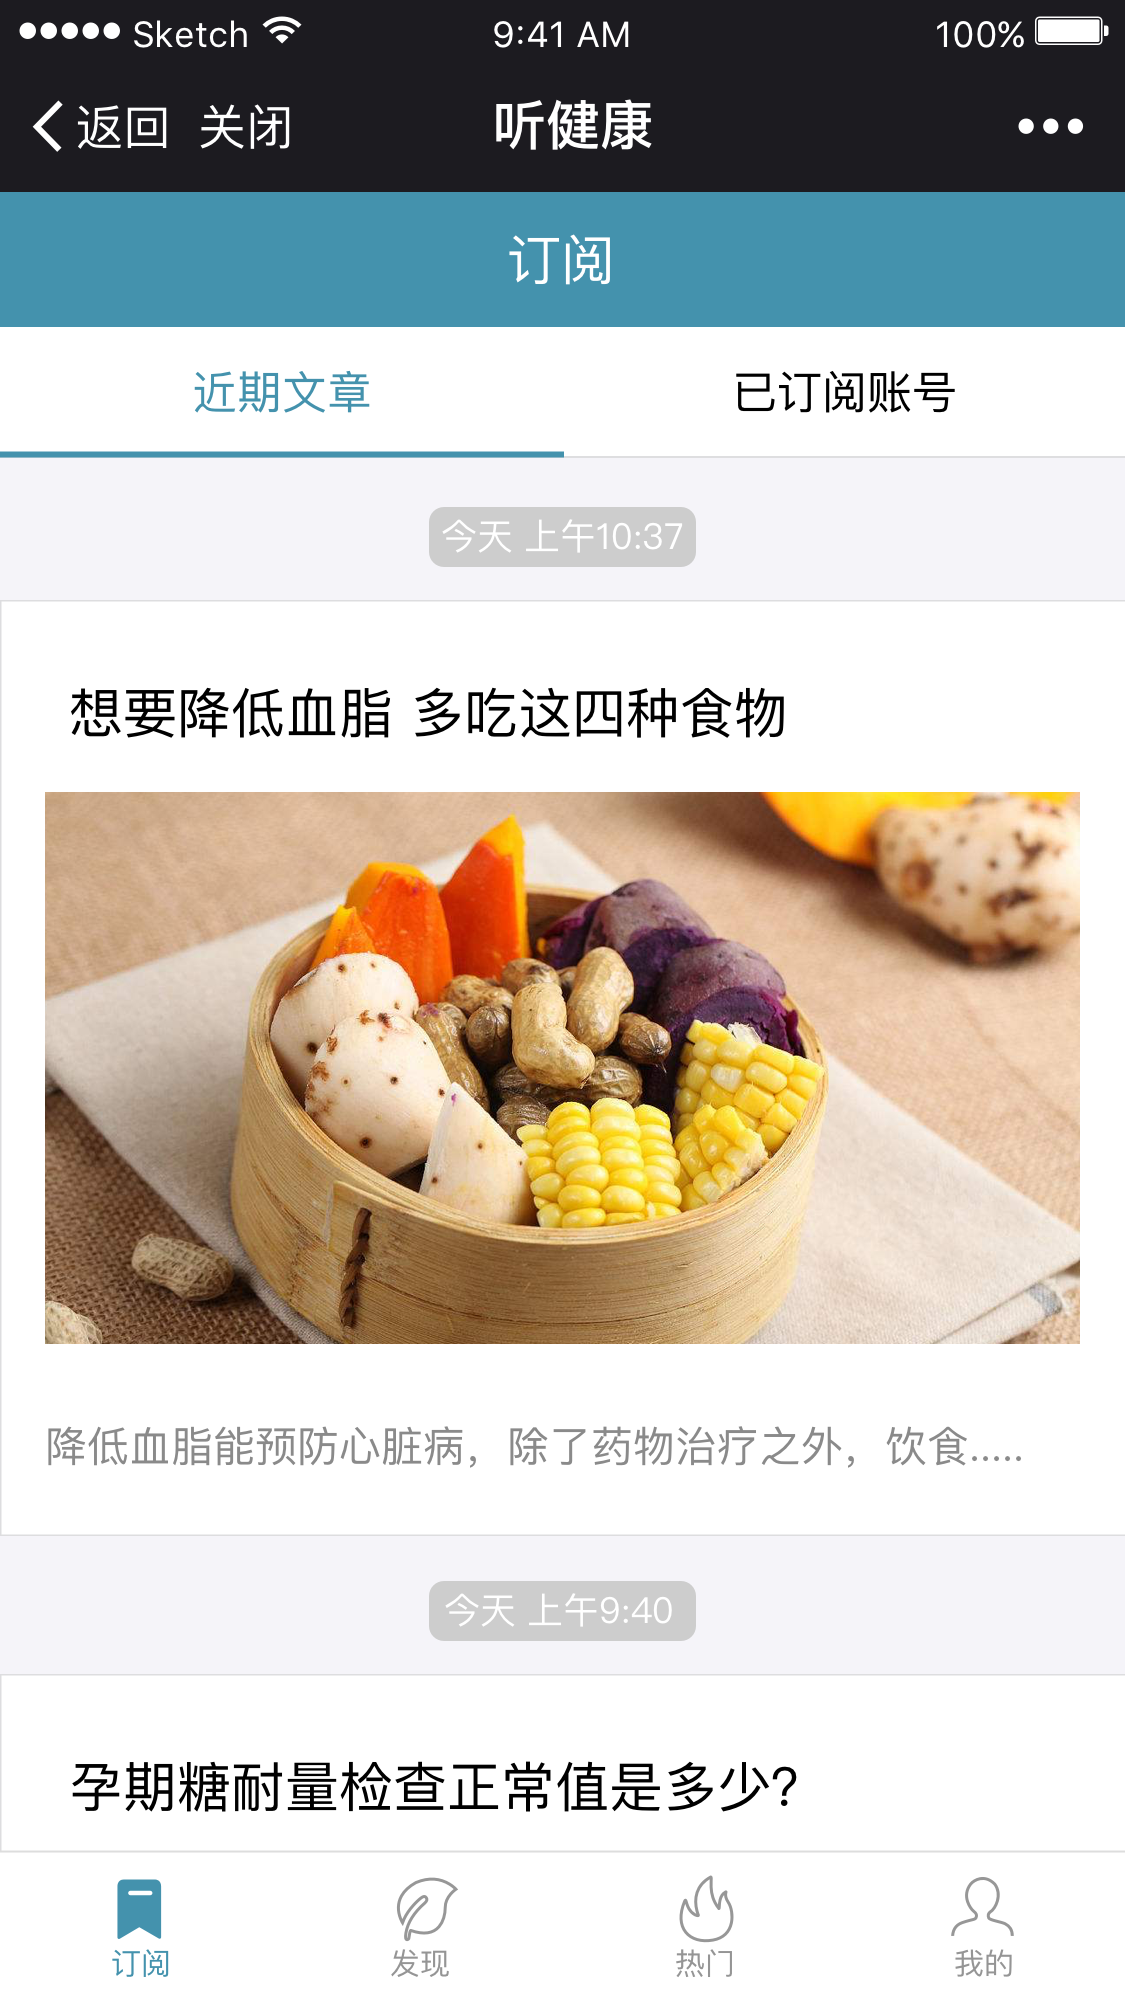 Sketch 9:41 AM 100%
返回 关闭 听健康
订阅
近期文章 已订阅账号
今天 上午10:37
想要降低血脂 多吃这四种食物
降低血脂能预防心脏病，除了药物治疗之外，饮食.....
今天 上午9:40
孕期糖耐量检查正常值是多少?
订阅 发现 热门 我的